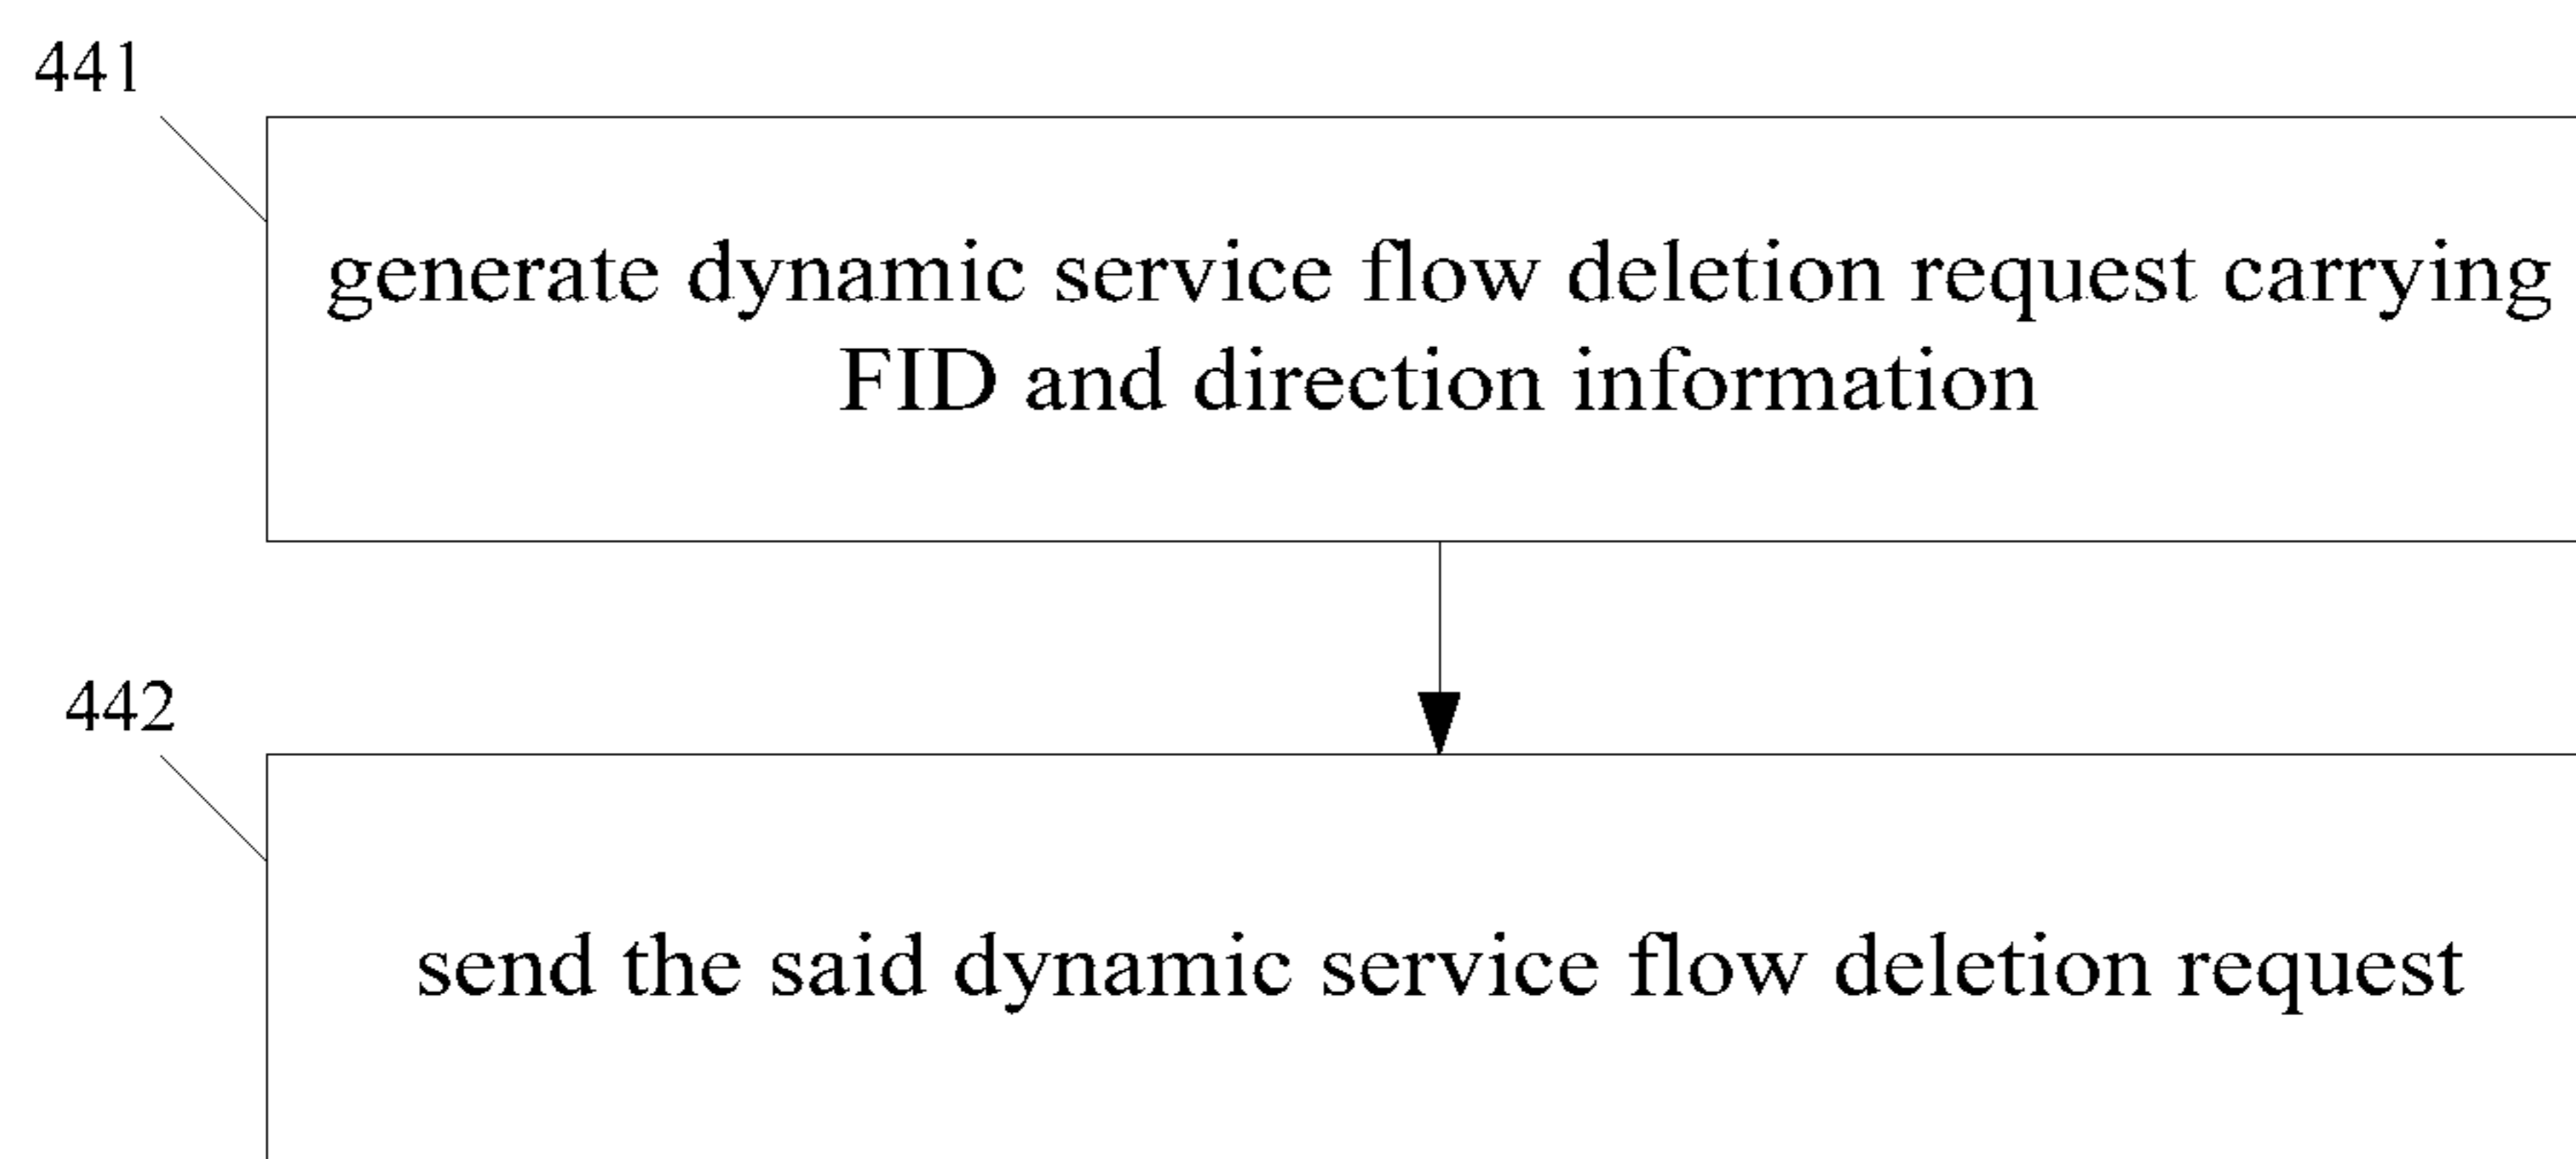 441
generate dynamic service flow deletion request carrying
FID and direction information
442
send the said dynamic service flow deletion request